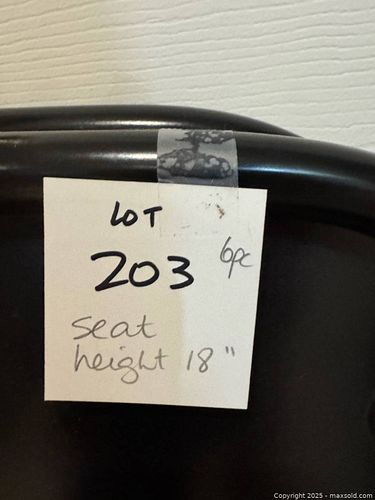 LOT
203 6pc
seat
height 18"
Copyright 2025 - maxsold.com